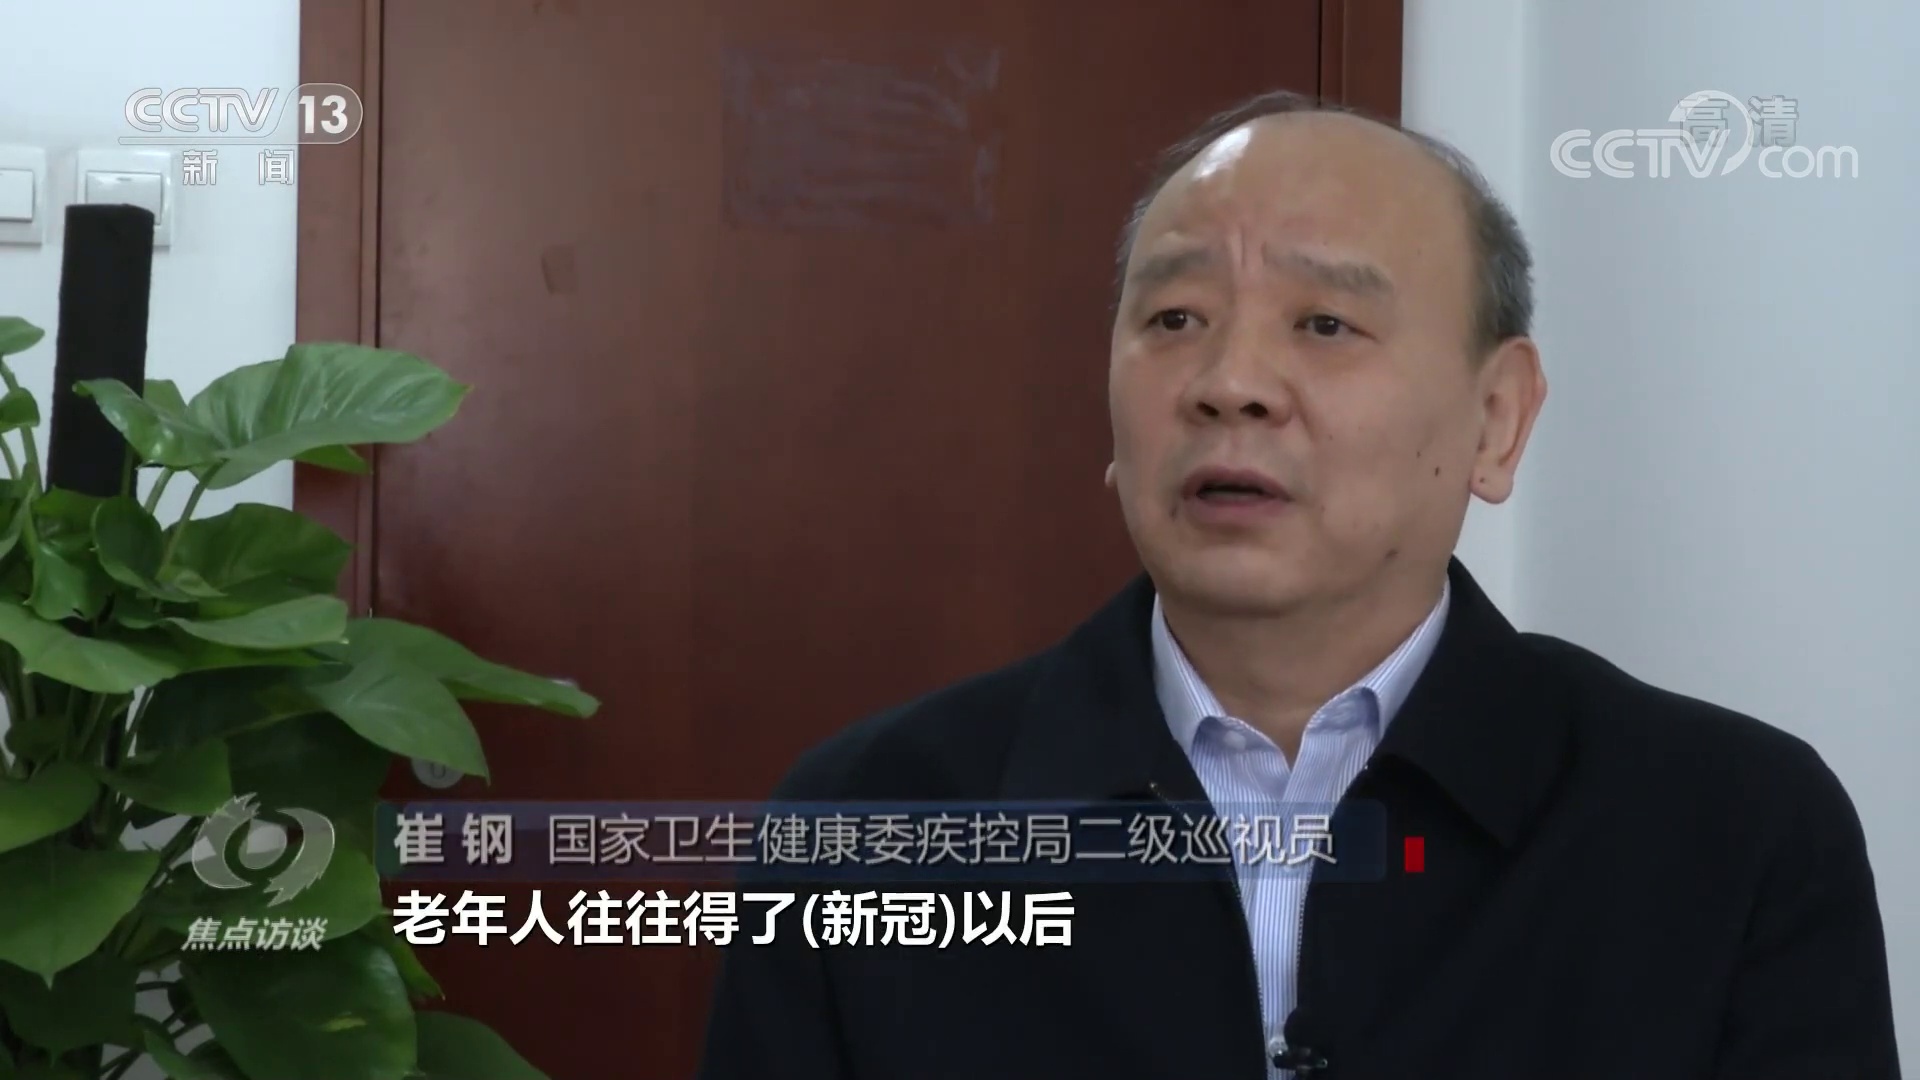 CCTV 13
新闻
高清
CCTV.com
崔钢 国家卫生健康委疾控局二级巡视员
老年人往往得了(新冠)以后
焦点访谈